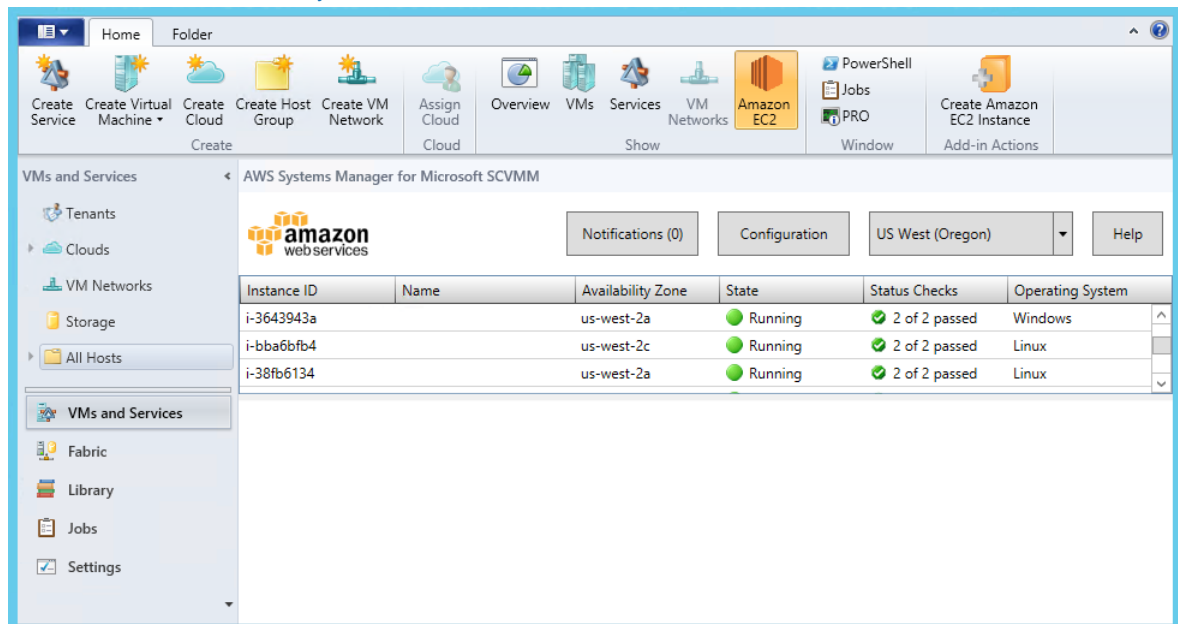 Home Folder
Create Service
Create Virtual Machine
Create Cloud
Create Host Group
Create VM Network
Assign Cloud
Overview
VMs
Services
VM Networks
Amazon EC2
PowerShell
Jobs
PRO
Create Amazon EC2 Instance
Create Cloud Show Window Add-in Actions
VMs and Services
Tenants
Clouds
VM Networks
Storage
All Hosts
VMs and Services
Fabric
Library
Jobs
Settings
AWS Systems Manager for Microsoft SCVMM
amazon
web services
Notifications (0) Configuration US West (Oregon) Help
Instance ID Name Availability Zone State Status Checks Operating System
i-3643943a us-west-2a Running 2 of 2 passed Windows
i-bba6bfb4 us-west-2c Running 2 of 2 passed Linux
i-38fb6134 us-west-2a Running 2 of 2 passed Linux